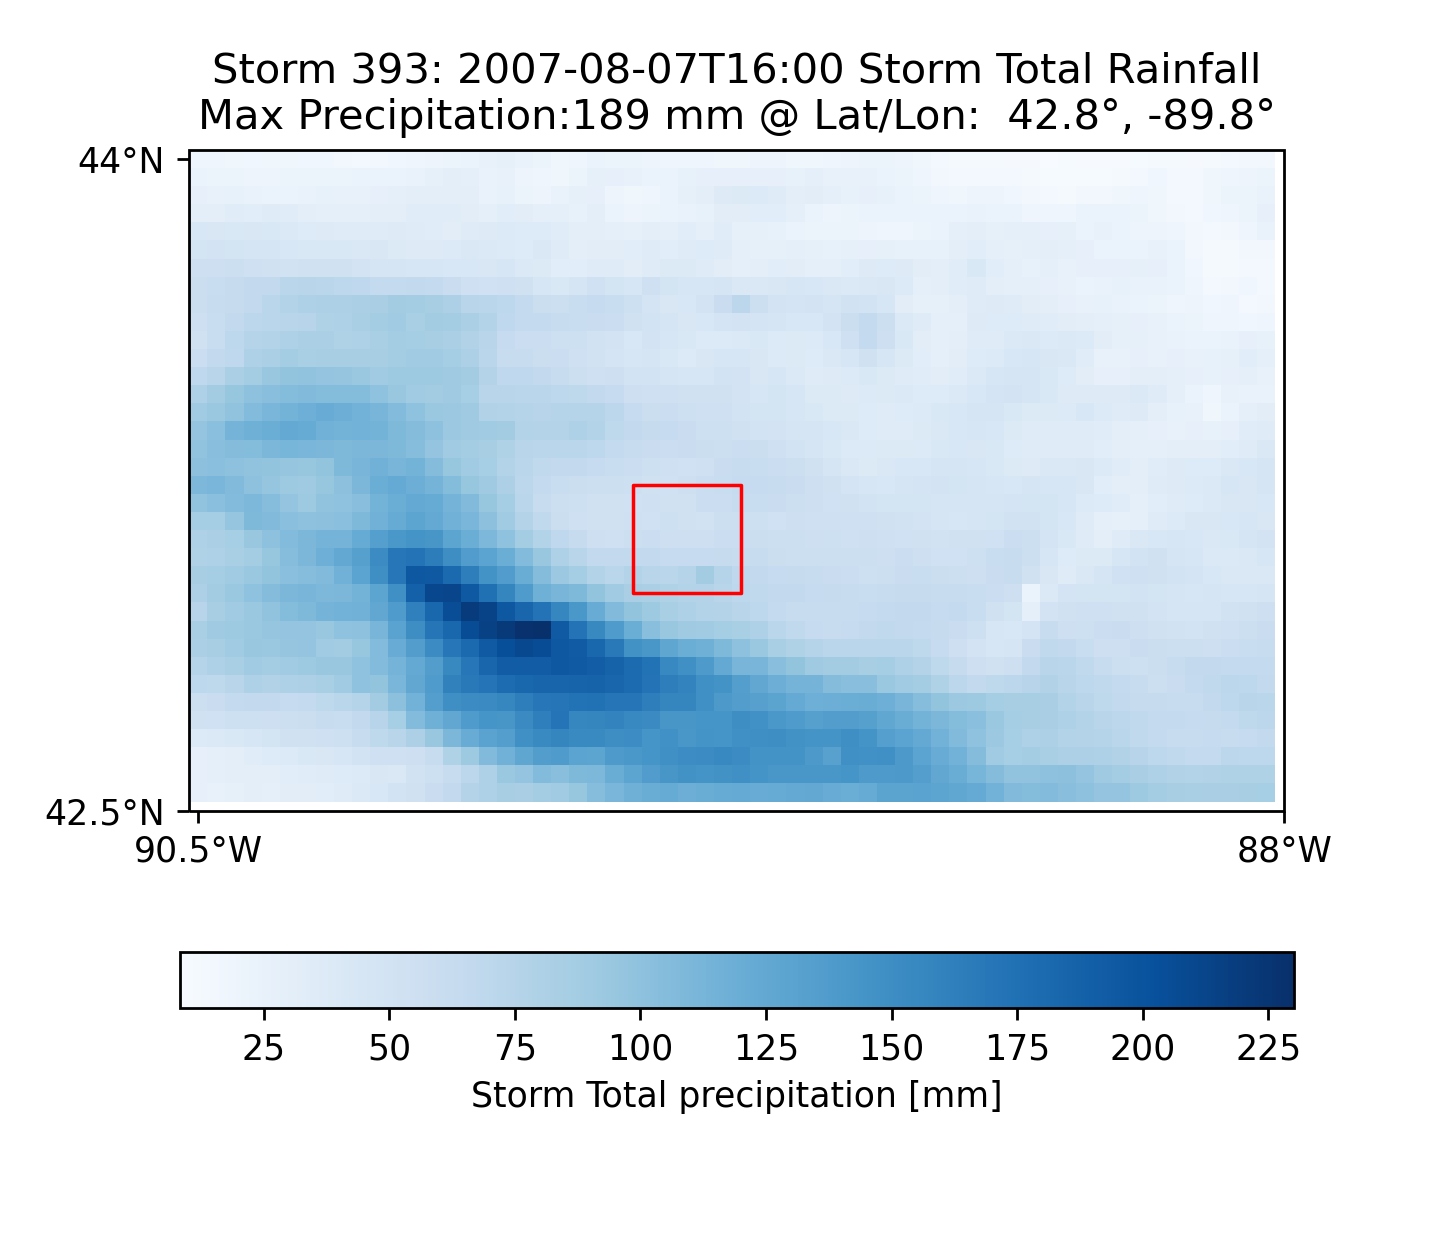 Storm 393: 2007-08-07T16:00 Storm Total Rainfall
Max Precipitation:189 mm @ Lat/Lon:  42.8°, -89.8°
44°N
42.5°N
90.5°W 88°W
25 50 75 100 125 150 175 200 225
Storm Total precipitation [mm]